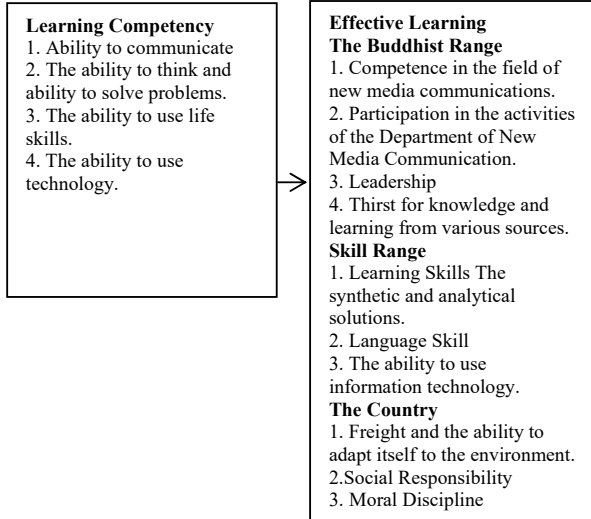 Learning Competency
1. Ability to communicate
2. The ability to think and
ability to solve problems.
3. The ability to use life
skills.
4. The ability to use
technology.
Effective Learning
The Buddhist Range
1. Competence in the field of
new media communications.
2. Participation in the activities
of the Department of New
Media Communication.
3. Leadership
4. Thirst for knowledge and
learning from various sources.
Skill Range
1. Learning Skills The
synthetic and analytical
solutions.
2. Language Skill
3. The ability to use
information technology.
The Country
1. Freight and the ability to
adapt itself to the environment.
2.Social Responsibility
3. Moral Discipline